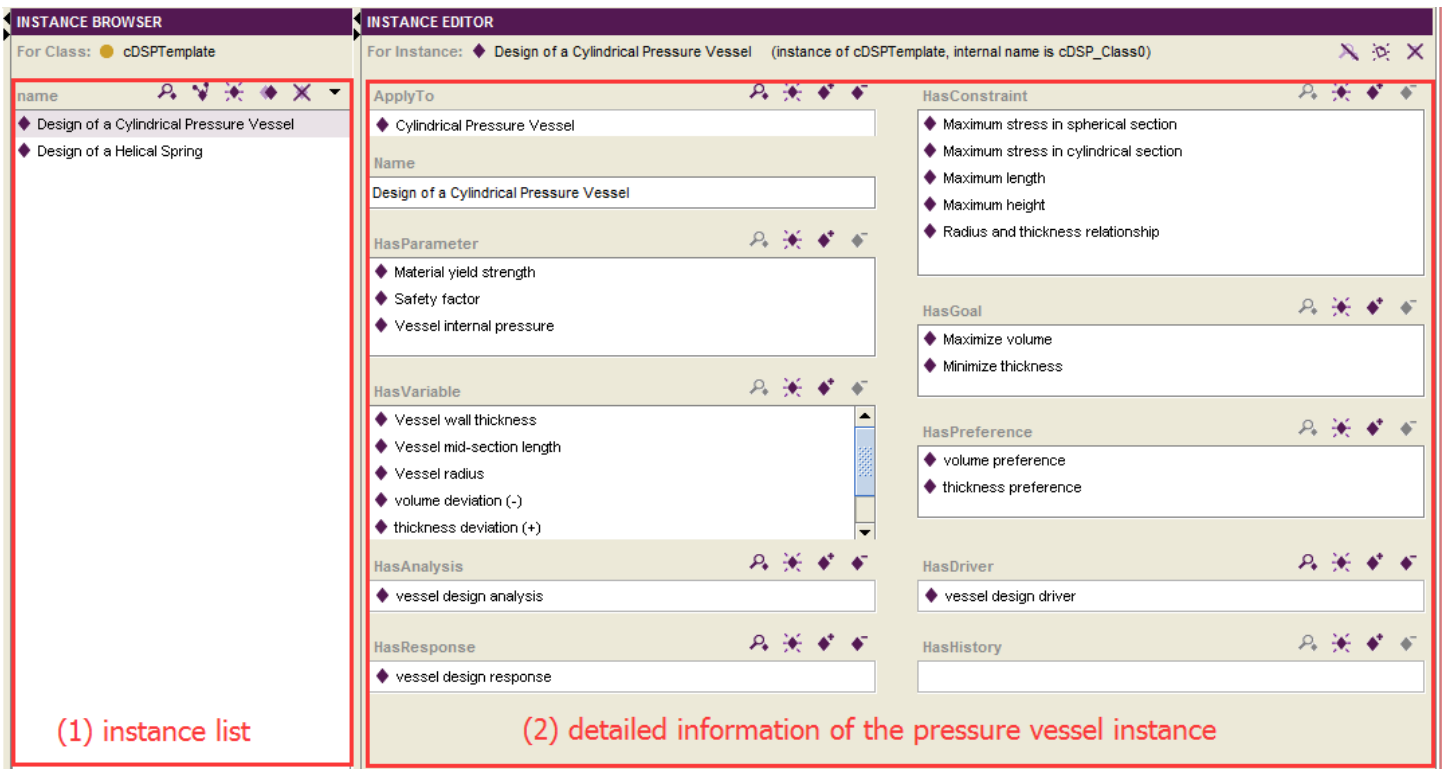 INSTANCE BROWSER
For Class: cDSPTemplate
name
Design of a Cylindrical Pressure Vessel
Design of a Helical Spring
(1) instance list
INSTANCE EDITOR
For Instance: Design of a Cylindrical Pressure Vessel (instance of cDSPTemplate, internal name is cDSP_Class0)
ApplyTo
Cylindrical Pressure Vessel
Name
Design of a Cylindrical Pressure Vessel
HasParameter
Material yield strength
Safety factor
Vessel internal pressure
HasVariable
Vessel wall thickness
Vessel mid-section length
Vessel radius
volume deviation (-)
thickness deviation (+)
HasAnalysis
vessel design analysis
HasResponse
vessel design response
HasConstraint
Maximum stress in spherical section
Maximum stress in cylindrical section
Maximum length
Maximum height
Radius and thickness relationship
HasGoal
Maximize volume
Minimize thickness
HasPreference
volume preference
thickness preference
HasDriver
vessel design driver
HasHistory
(2) detailed information of the pressure vessel instance